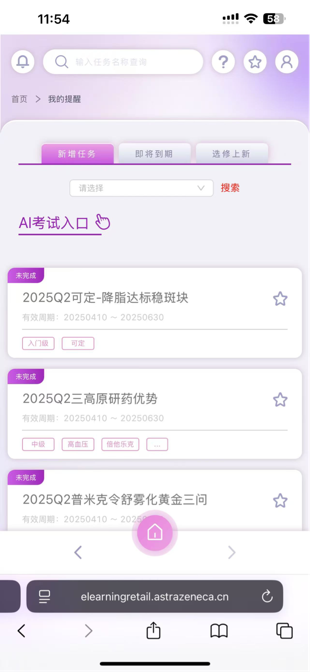 11:54
58
输入任务名称查询
?
首页 > 我的提醒
新增任务
即将到期
选修上新
请选择
搜索
AI考试入口
未完成
2025Q2可定-降脂达标稳斑块
有效周期：20250410 ～ 20250630
入门级
可定
未完成
2025Q2三高原研药优势
有效周期：20250410 ～ 20250630
中级
高血压
倍他乐克
...
未完成
2025Q2普米克令舒雾化黄金三问
有效周期：20250410 ～ 20250630
elearningretail.astrazeneca.cn